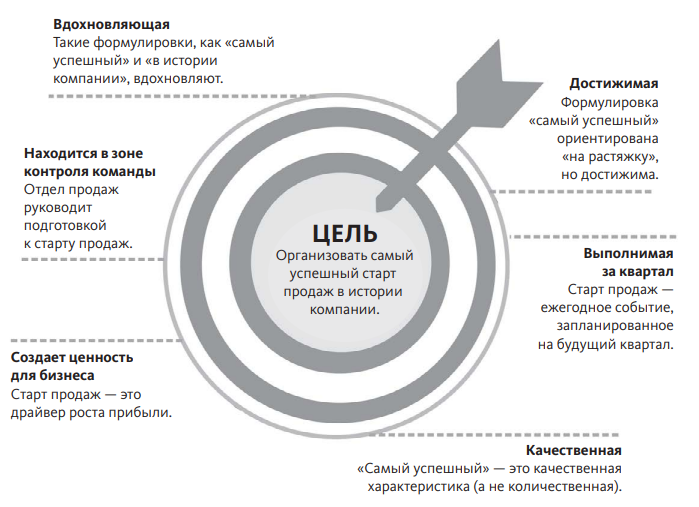 Вдохновляющая
Такие формулировки, как «самый
успешный» и «в истории
компании», вдохновляют.
Достижимая
Формулировка
«самый успешный»
ориентирована
«на растяжку»,
но достижима.
Находится в зоне
контроля команды
Отдел продаж
руководит
подготовкой
к старту продаж.
ЦЕЛЬ
Организовать самый
успешный старт
продаж в истории
компании.
Выполнимая
за квартал
Старт продаж —
ежегодное событие,
запланированное
на будущий квартал.
Создает ценность
для бизнеса
Старт продаж — это
драйвер роста прибыли.
Качественная
«Самый успешный» — это качественная
характеристика (а не количественная).